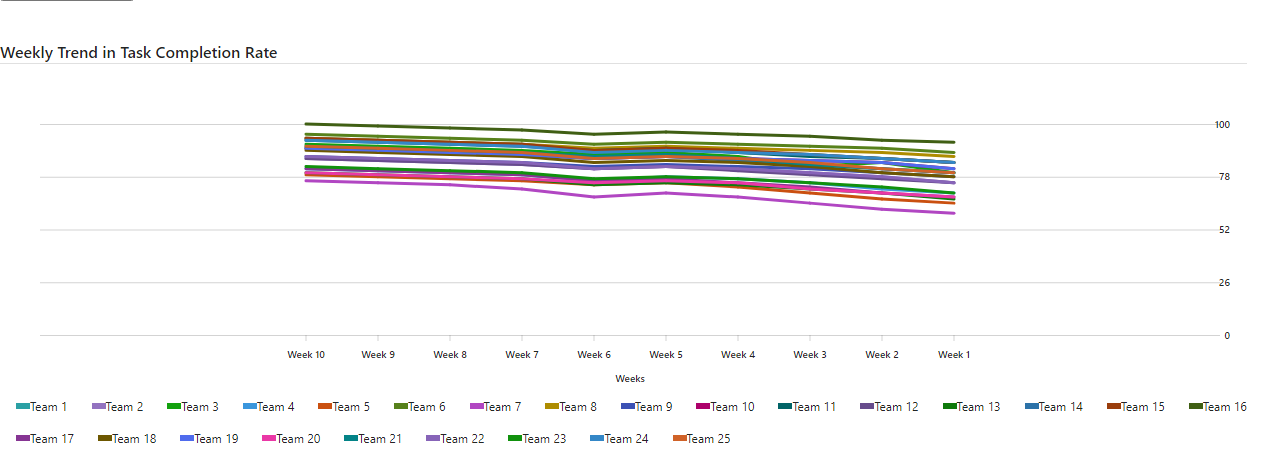 Weekly Trend in Task Completion Rate
100
78
52
26
0
Week 10 Week 9 Week 8 Week 7 Week 6 Week 5 Week 4 Week 3 Week 2 Week 1
Weeks
Team 1 Team 2 Team 3 Team 4 Team 5 Team 6 Team 7 Team 8 Team 9 Team 10 Team 11 Team 12 Team 13 Team 14 Team 15 Team 16
Team 17 Team 18 Team 19 Team 20 Team 21 Team 22 Team 23 Team 24 Team 25